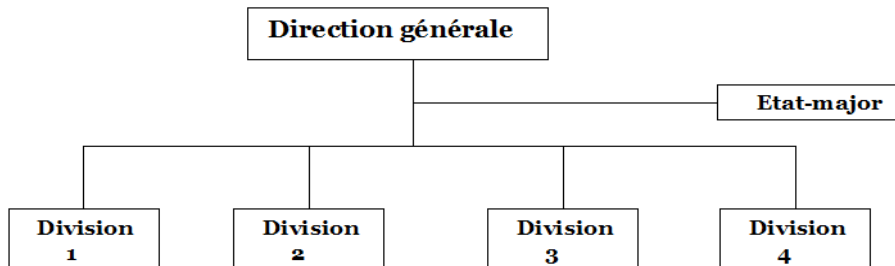 Direction générale
Etat-major
Division
1
Division
2
Division
3
Division
4